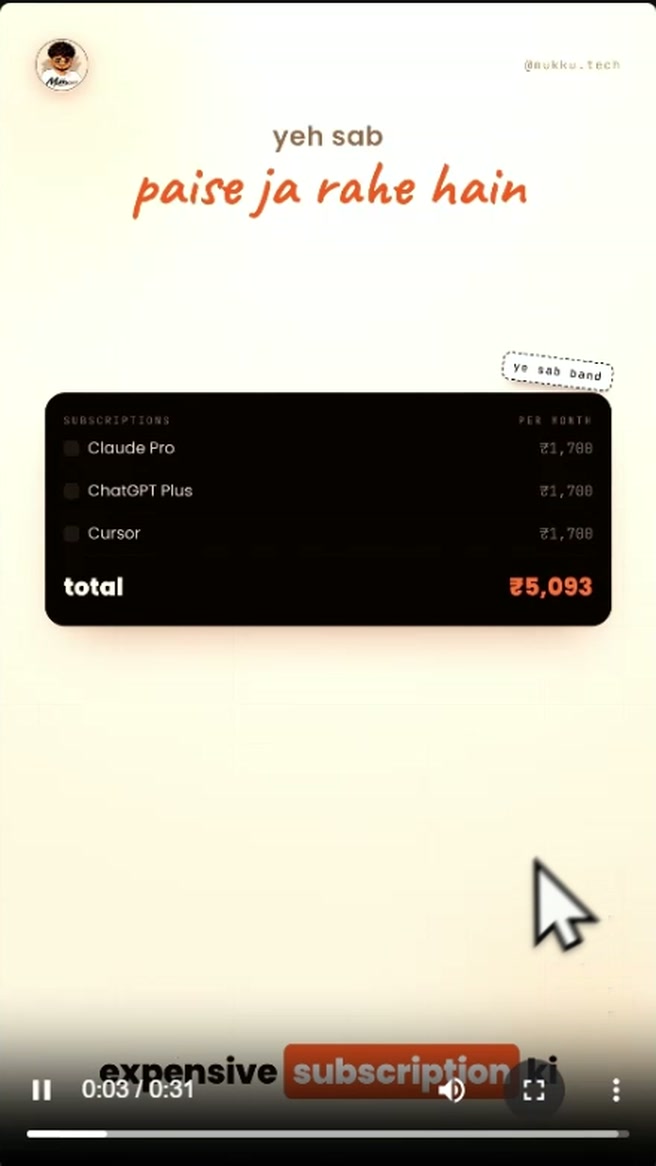 @mukku.tech
yeh sab
paise ja rahe hain
ye sab band
SUBSCRIPTIONS PER MONTH
Claude Pro ₹1,700
ChatGPT Plus ₹1,700
Cursor ₹1,700
total ₹5,093
expensive subscription ki
0:03 / 0:31